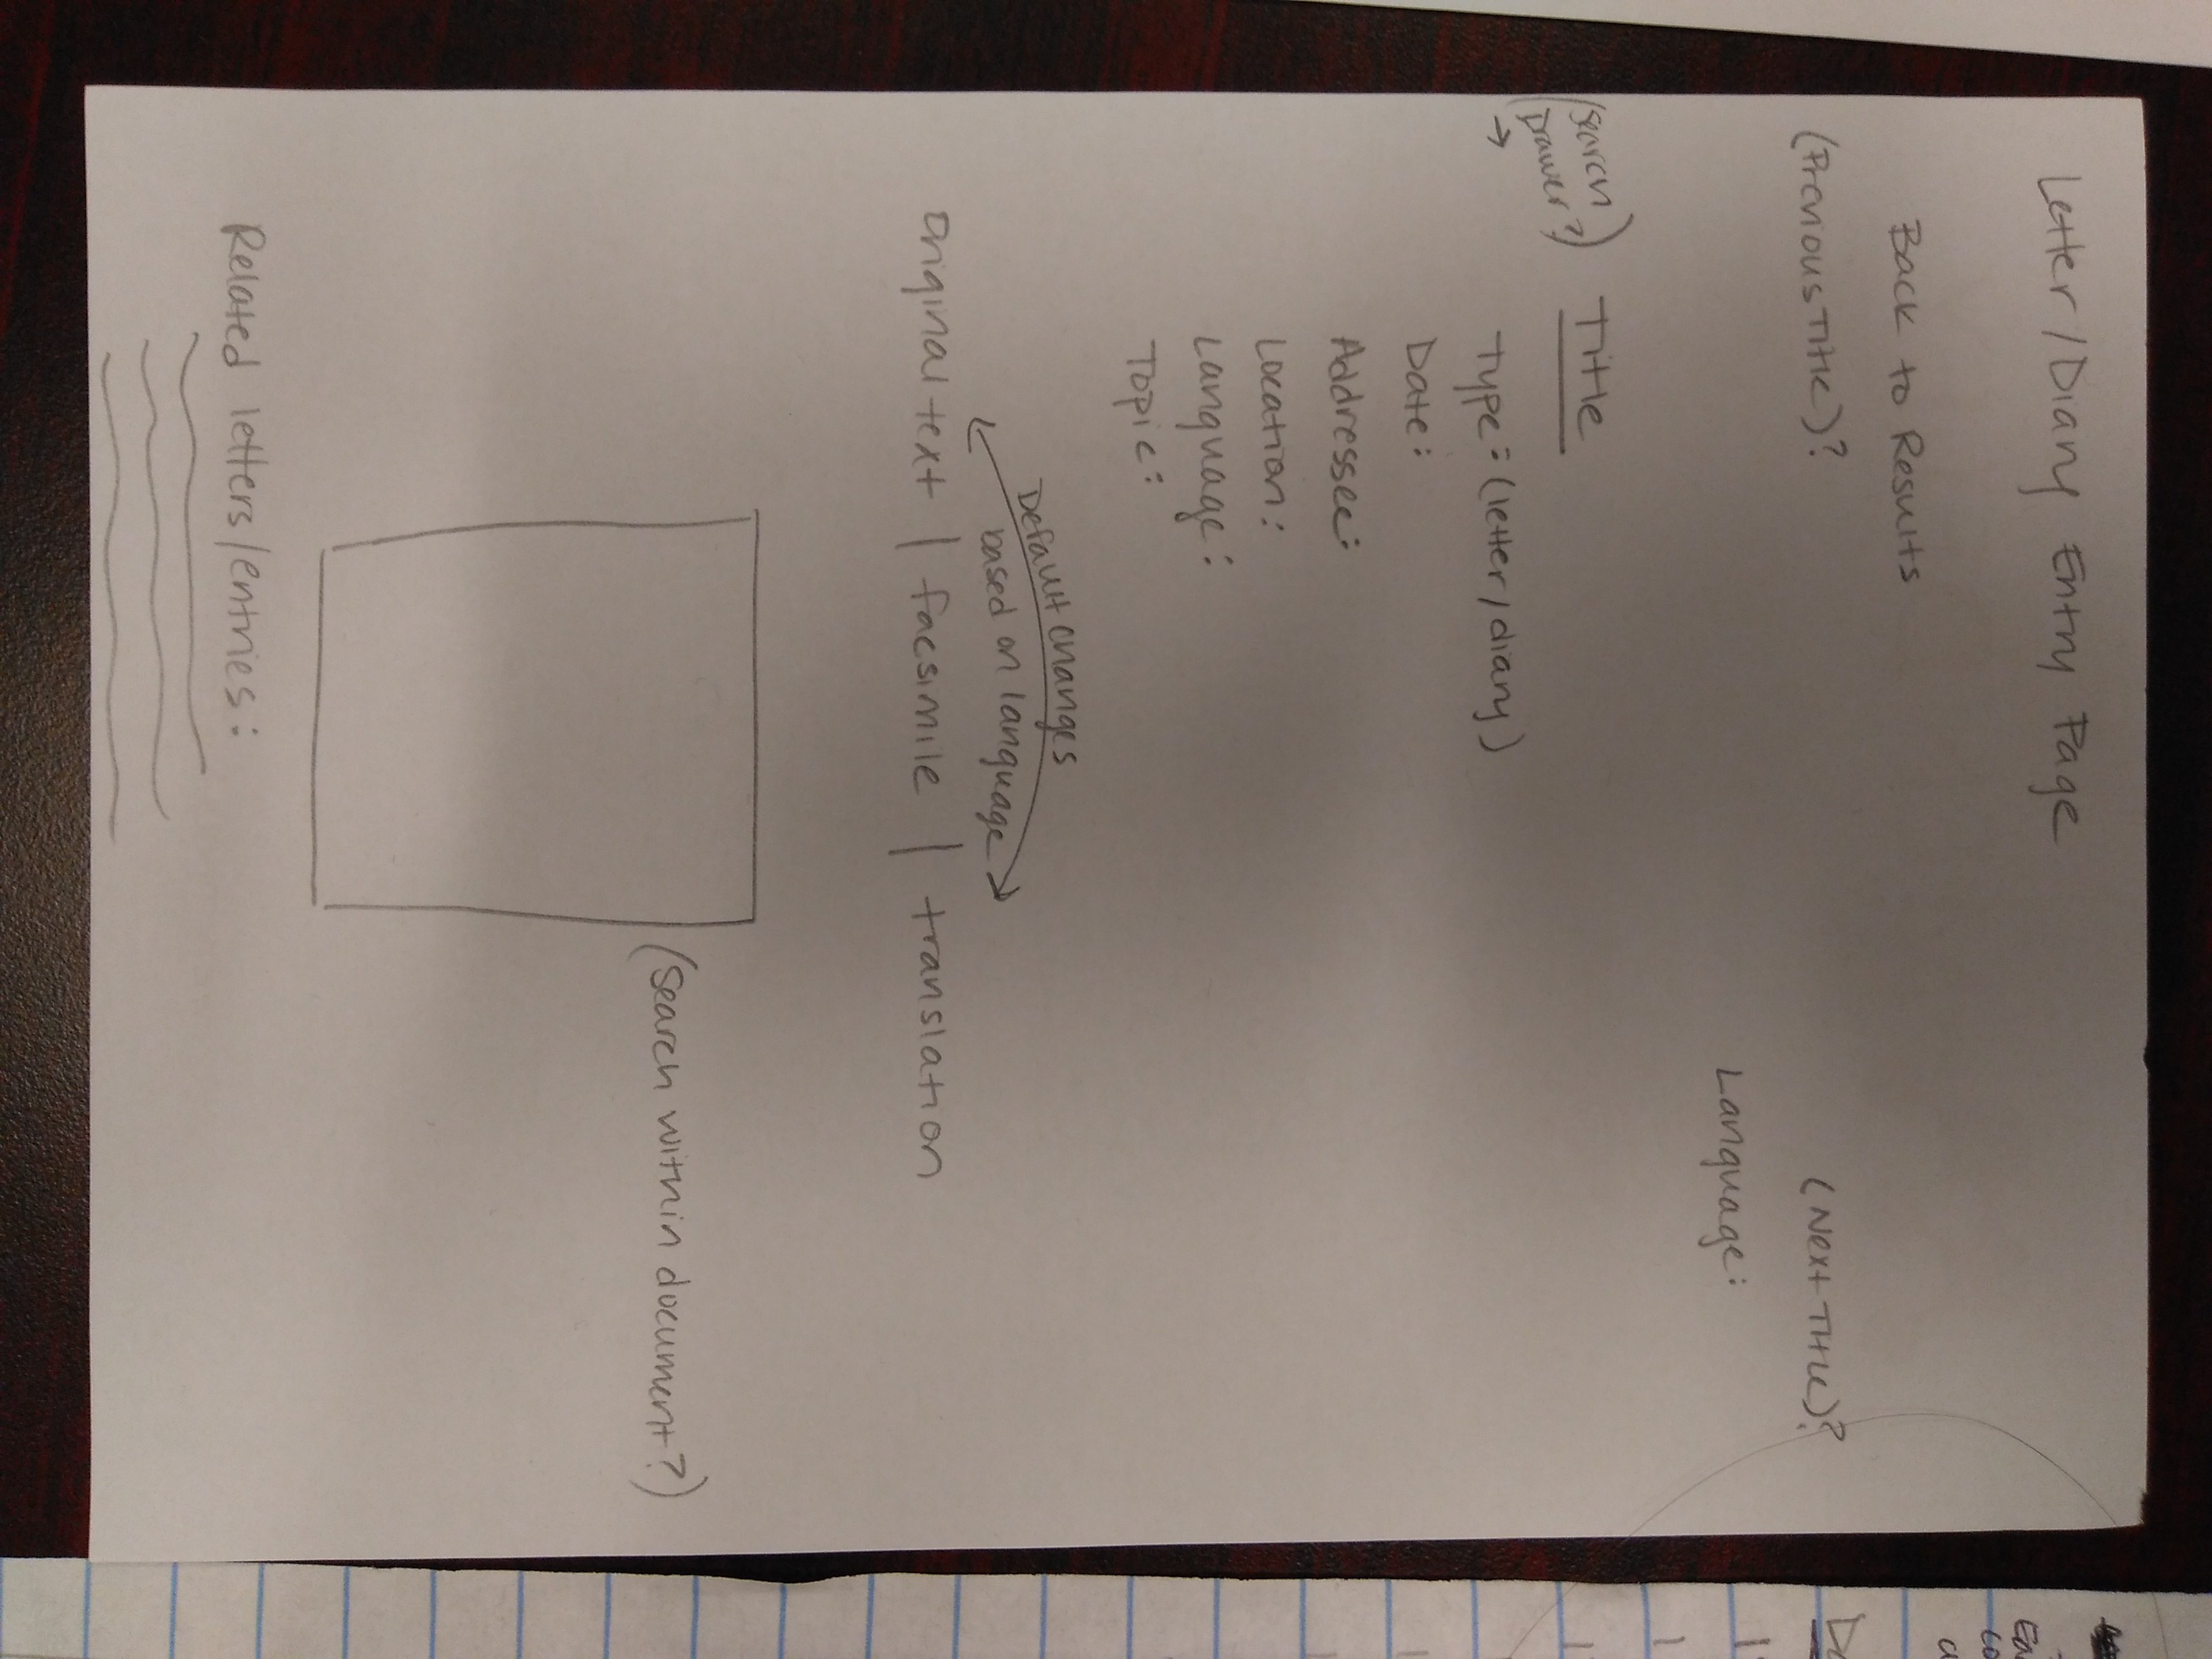 Letter/Diary Entry Page
Back to Results
(Previous Title)?
(Next Title)?
Language:
(search
drawer?)
Title
Type: (letter/diary)
Date:
Addressee:
Location:
Language:
Topic:
Default changes
based on language
original text | facsimile | translation
(search within document?)
Related letters/entries: